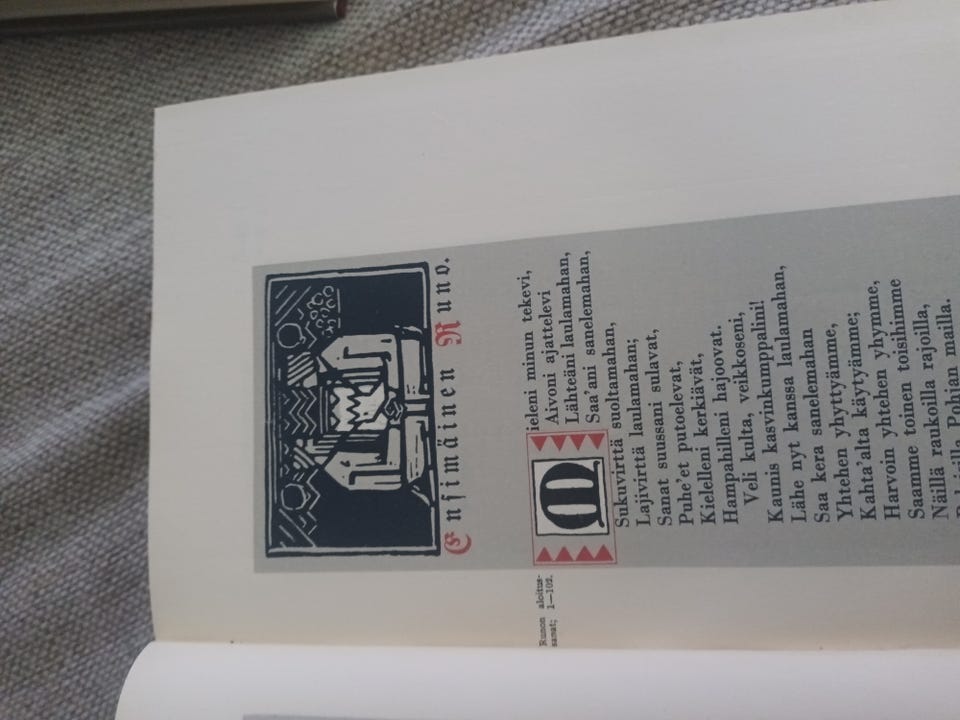 Ensimäinen Runo.
Runon aloitus-
sanat; 1—102.
Mieleni minun tekevi,
Aivoni ajattelevi
Lähteäni laulamahan,
Saa'ani sanelemahan,
Sukuvirttä suoltamahan,
Lajivirttä laulamahan;
Sanat suussani sulavat,
Puhe'et putoelevat,
Kielelleni kerkiävät,
Hampahilleni hajoovat.
Veli kulta, veikkoseni,
Kaunis kasvinkumppalini!
Lähe nyt kanssa laulamahan,
Saa kera sanelemahan
Yhtehen yhyttyämme,
Kahta'alta käytyämme;
Harvoin yhtehen yhymme,
Saamme toinen toisihimme
Näillä raukoilla rajoilla,
Pohjan mailla.